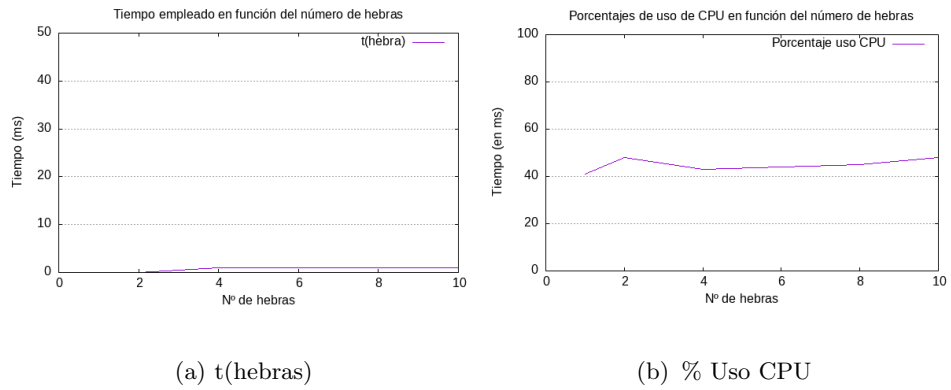 Tiempo empleado en función del número de hebras
50
40
30
20
10
0
t(hebra)
Tiempo (ms)
0 2 4 6 8 10
Nº de hebras
(a) t(hebras)
Porcentajes de uso de CPU en función del número de hebras
100
80
60
40
20
0
Porcentaje uso CPU
Tiempo (en ms)
0 2 4 6 8 10
Nº de hebras
(b) % Uso CPU